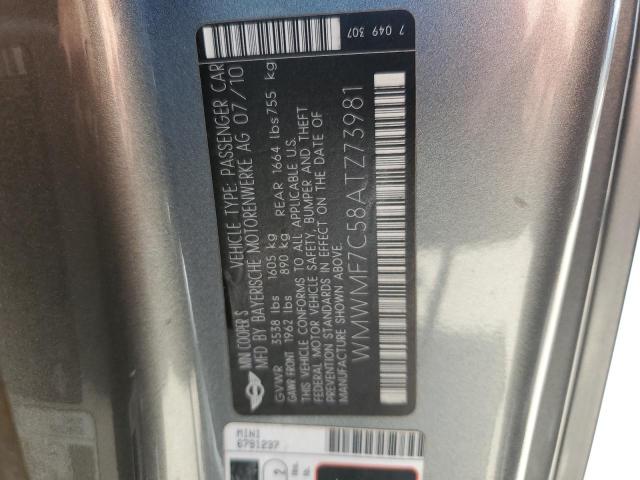 7 049 307
MINI COOPER S VEHICLE TYPE: PASSENGER CAR
MFD BY BAYERISCHE MOTORENWERKE AG 07/10
GVWR 3538 lbs 1605 kg
GAWR FRONT 1962 lbs 890 kg REAR 1664 lbs 755 kg
THIS VEHICLE CONFORMS TO ALL APPLICABLE U.S.
FEDERAL MOTOR VEHICLE SAFETY, BUMPER AND THEFT
PREVENTION STANDARDS IN EFFECT ON THE DATE OF
MANUFACTURE SHOWN ABOVE.
WMWMF7C58ATZ73981
MINI
6791237
2